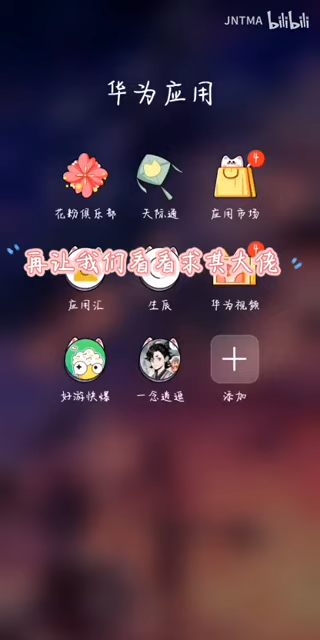 JNTMA bilibili
华为应用
4
花粉俱乐部 天际通 应用市场
4
再让我们看看求其大佬
应用汇 生辰 华为视频
好游快爆 一念逍遥 添加